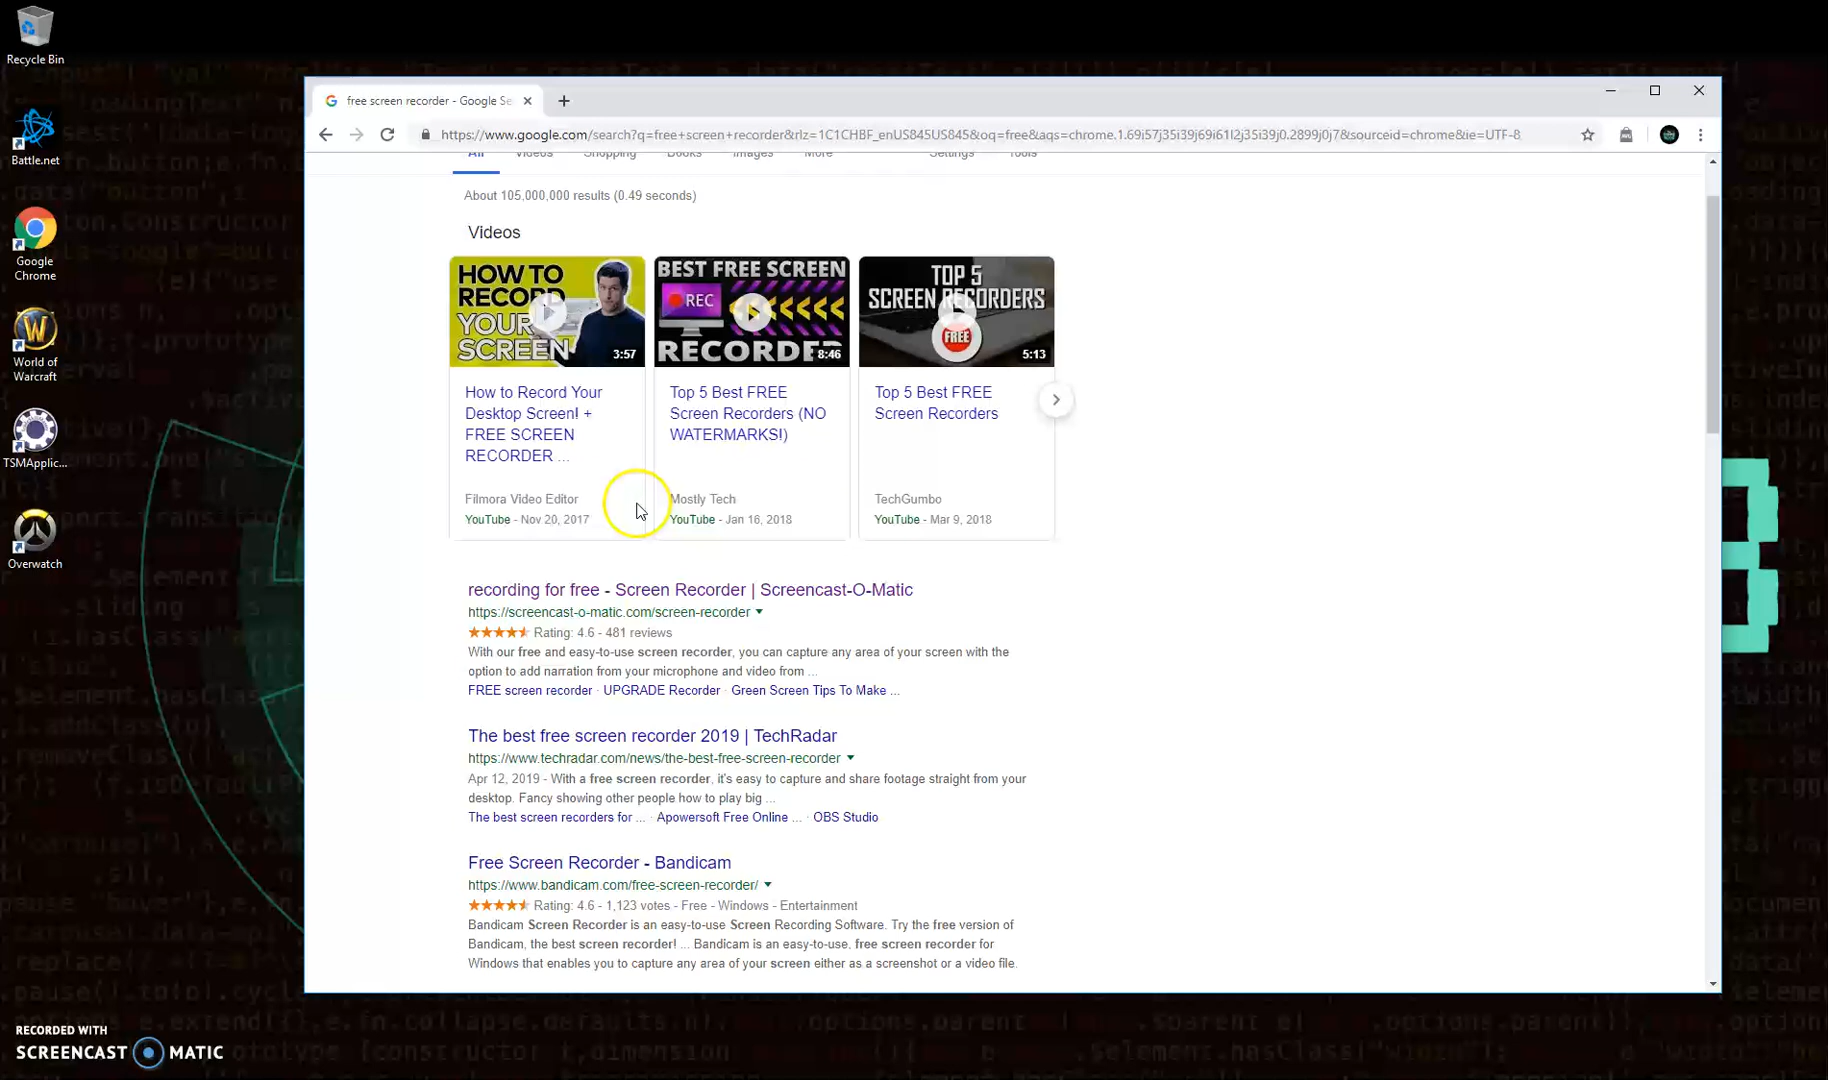 Recycle Bin
Battle.net
Google
Chrome
World of
Warcraft
TSMApplic...
Overwatch
free screen recorder - Google Se
https://www.google.com/search?q=free+screen+recorder&rlz=1C1CHBF_enUS845US845&oq=free&aqs=chrome.1.69i57j35i39j69i61l2j35i39j0.2899j0j7&sourceid=chrome&ie=UTF-8
All Videos Shopping Books Images More Settings Tools
About 105,000,000 results (0.49 seconds)
Videos
HOW TO
RECORD
YOUR
SCREEN
3:57
How to Record Your
Desktop Screen! +
FREE SCREEN
RECORDER ...
Filmora Video Editor
YouTube - Nov 20, 2017
BEST FREE SCREEN
REC
RECORDER
8:46
Top 5 Best FREE
Screen Recorders (NO
WATERMARKS!)
Mostly Tech
YouTube - Jan 16, 2018
TOP 5
SCREEN RECORDERS
FREE
5:13
Top 5 Best FREE
Screen Recorders
TechGumbo
YouTube - Mar 9, 2018
recording for free - Screen Recorder | Screencast-O-Matic
https://screencast-o-matic.com/screen-recorder
Rating: 4.6 - 481 reviews
With our free and easy-to-use screen recorder, you can capture any area of your screen with the
option to add narration from your microphone and video from ...
FREE screen recorder · UPGRADE Recorder · Green Screen Tips To Make ...
The best free screen recorder 2019 | TechRadar
https://www.techradar.com/news/the-best-free-screen-recorder
Apr 12, 2019 - With a free screen recorder, it's easy to capture and share footage straight from your
desktop. Fancy showing other people how to play big ...
The best screen recorders for ... · Apowersoft Free Online ... · OBS Studio
Free Screen Recorder - Bandicam
https://www.bandicam.com/free-screen-recorder/
Rating: 4.6 - 1,123 votes - Free - Windows - Entertainment
Bandicam Screen Recorder is an easy-to-use Screen Recording Software. Try the free version of
Bandicam, the best screen recorder! ... Bandicam is an easy-to-use, free screen recorder for
Windows that enables you to capture any area of your screen either as a screenshot or a video file.
RECORDED WITH
SCREENCAST MATIC